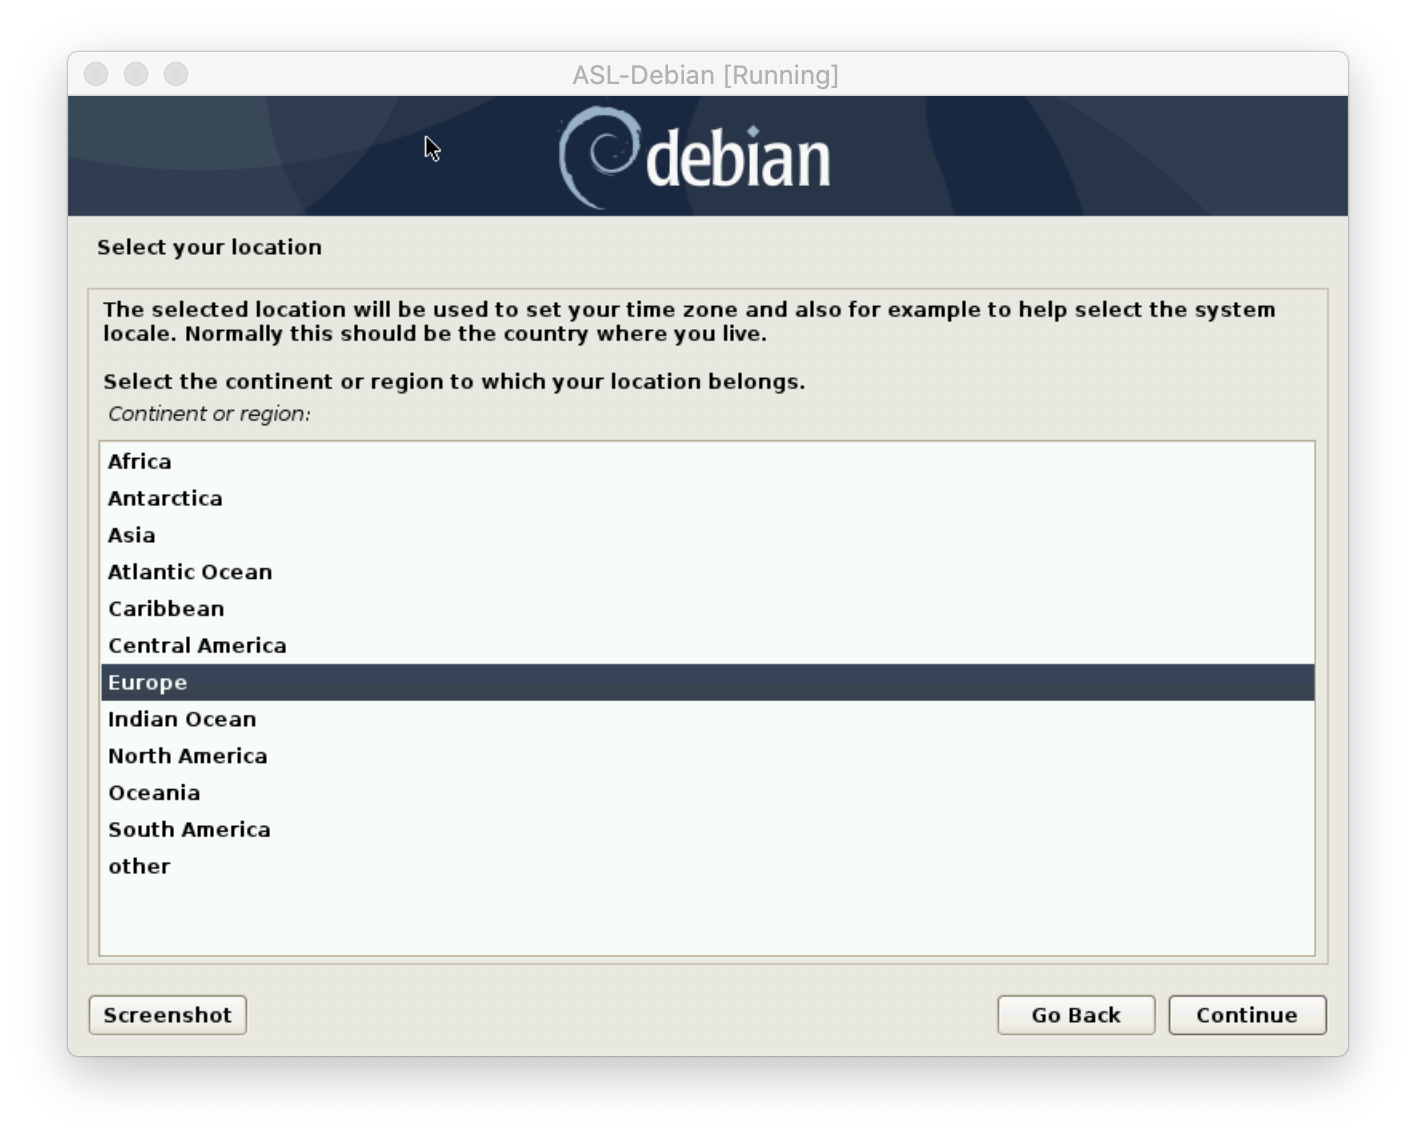 ASL-Debian [Running]
debian
Select your location
The selected location will be used to set your time zone and also for example to help select the system
locale. Normally this should be the country where you live.
Select the continent or region to which your location belongs.
Continent or region:
Africa
Antarctica
Asia
Atlantic Ocean
Caribbean
Central America
Europe
Indian Ocean
North America
Oceania
South America
other
Screenshot
Go Back
Continue